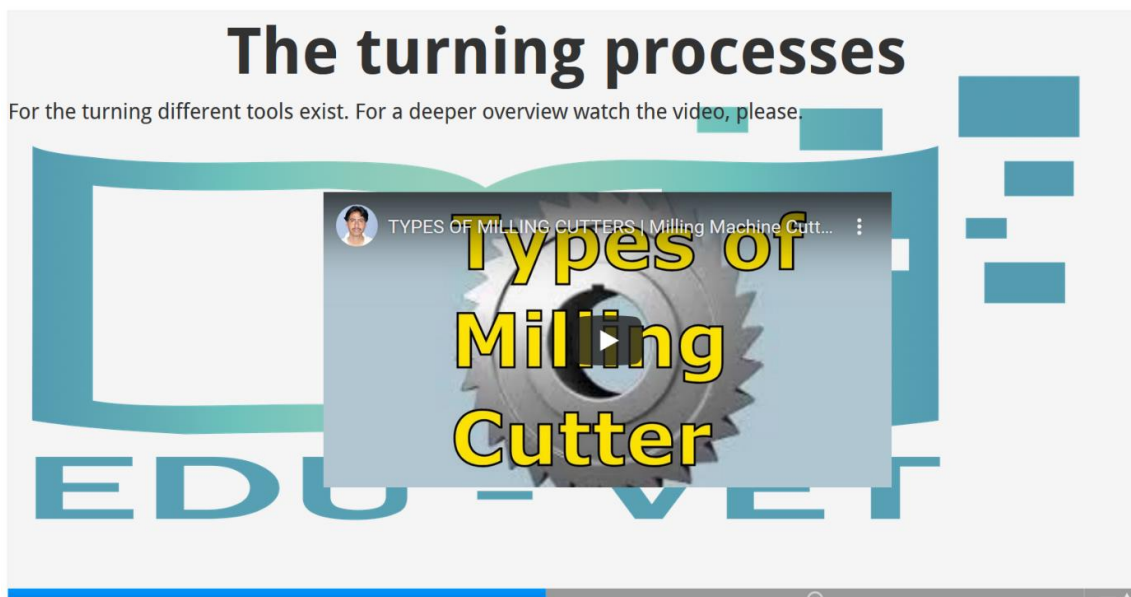 The turning processes
For the turning different tools exist. For a deeper overview watch the video, please.
TYPES OF MILLING CUTTERS | Milling Machine Cutt...
Types of
Milling
Cutter
EDU - VET